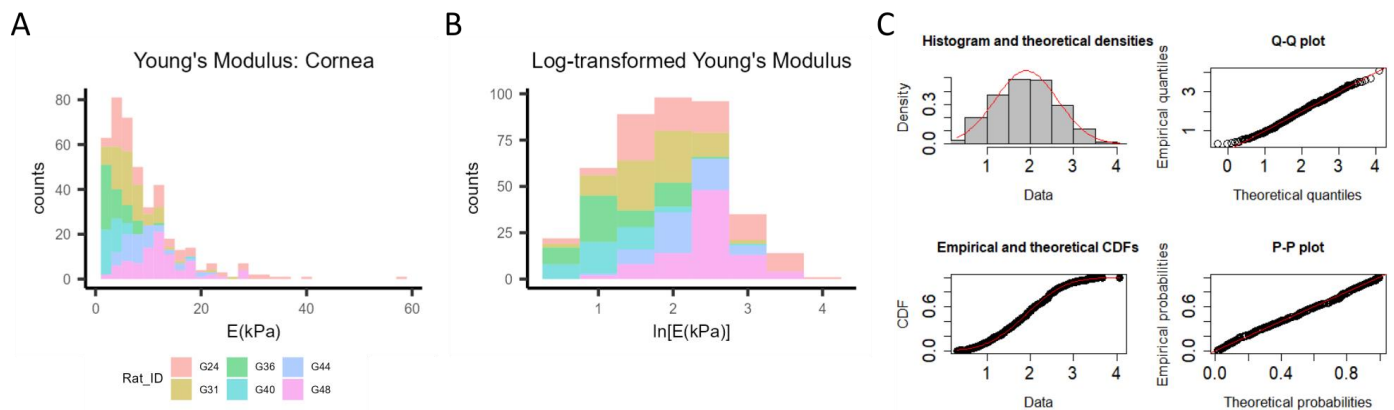 A
Young's Modulus: Cornea
counts
80
60
40
20
0
0
20
40
60
E(kPa)
Rat_ID
G24
G36
G44
G31
G40
G48
B
Log-transformed Young's Modulus
counts
100
75
50
25
0
1
2
3
4
ln[E(kPa)]
C
Histogram and theoretical densities
Density
0.3
0.0
1
2
3
4
Data
Q-Q plot
Empirical quantiles
3
1
0
1
2
3
4
Theoretical quantiles
Empirical and theoretical CDFs
CDF
0.6
0.0
1
2
3
4
Data
P-P plot
Empirical probabilities
0.6
0.0
0.0
0.4
0.8
Theoretical probabilities